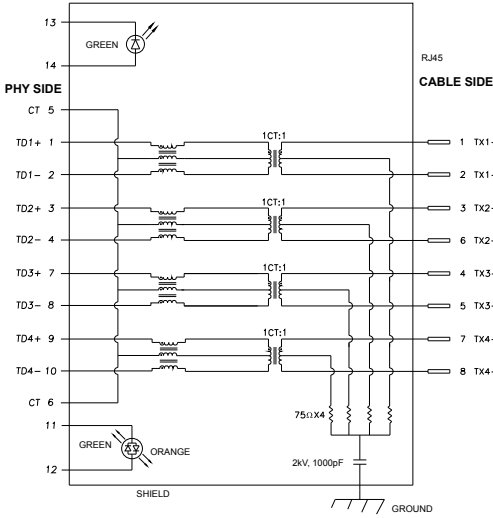 13
GREEN
14
RJ45
PHY SIDE
CABLE SIDE
CT 5
1CT:1
TD1+ 1
1 TX1-
TD1- 2
2 TX1-
1CT:1
TD2+ 3
3 TX2-
TD2- 4
6 TX2-
1CT:1
TD3+ 7
4 TX3-
TD3- 8
5 TX3-
1CT:1
TD4+ 9
7 TX4-
TD4- 10
8 TX4-
CT 6
11
75ΩX4
GREEN
ORANGE
12
2kV, 1000pF
SHIELD
GROUND